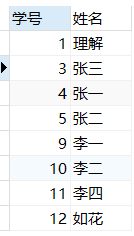 学号 姓名
1 理解
3 张三
4 张一
5 张二
9 李一
10 李二
11 李四
12 如花